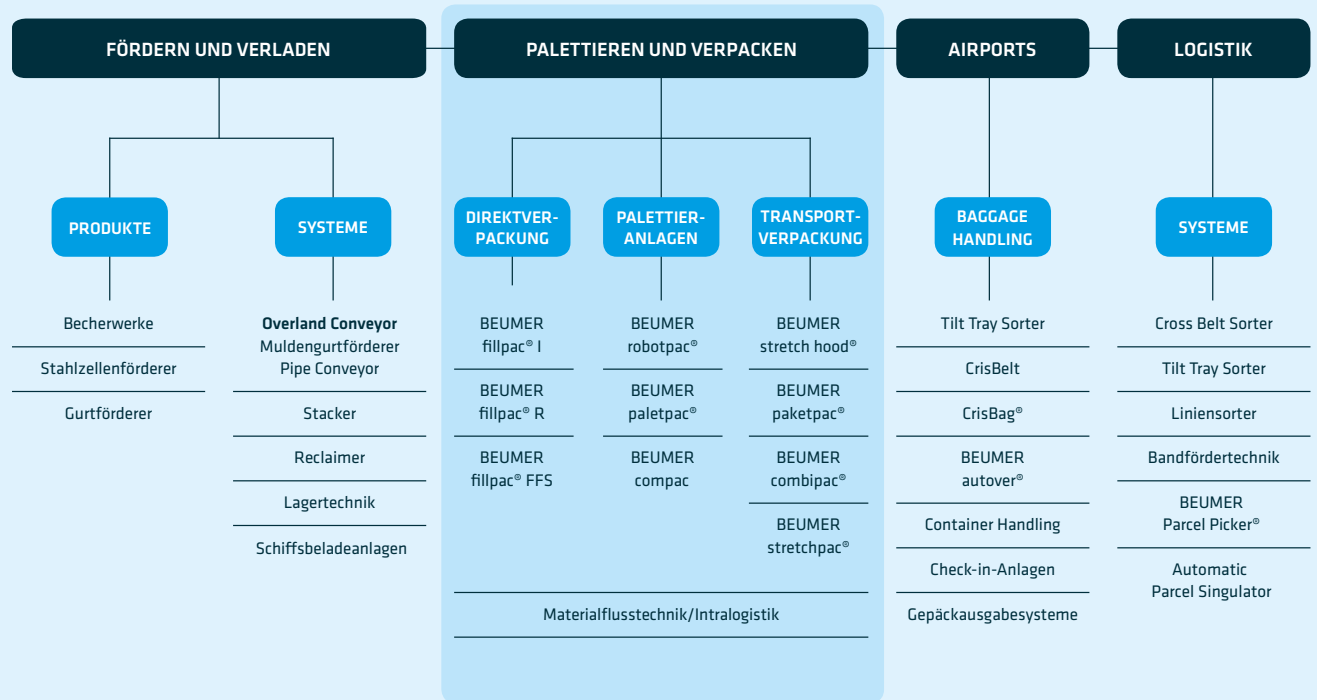 FÖRDERN UND VERLADEN
PRODUKTE
Becherwerke
Stahlzellenförderer
Gurtförderer
SYSTEME
Overland Conveyor
Muldengurtförderer
Pipe Conveyor
Stacker
Reclaimer
Lagertechnik
Schiffsbeladeanlagen
PALETTIEREN UND VERPACKEN
DIREKTVER-
PACKUNG
BEUMER
fillpac® I
BEUMER
fillpac® R
BEUMER
fillpac® FFS
PALETTIER-
ANLAGEN
BEUMER
robotpac®
BEUMER
paletpac®
BEUMER
compac
TRANSPORT-
VERPACKUNG
BEUMER
stretch hood®
BEUMER
paketpac®
BEUMER
combipac®
BEUMER
stretchpac®
Materialflusstechnik/Intralogistik
AIRPORTS
BAGGAGE
HANDLING
Tilt Tray Sorter
CrisBelt
CrisBag®
BEUMER
autover®
Container Handling
Check-in-Anlagen
Gepäckausgabesysteme
LOGISTIK
SYSTEME
Cross Belt Sorter
Tilt Tray Sorter
Liniensorter
Bandfördertechnik
BEUMER
Parcel Picker®
Automatic
Parcel Singulator